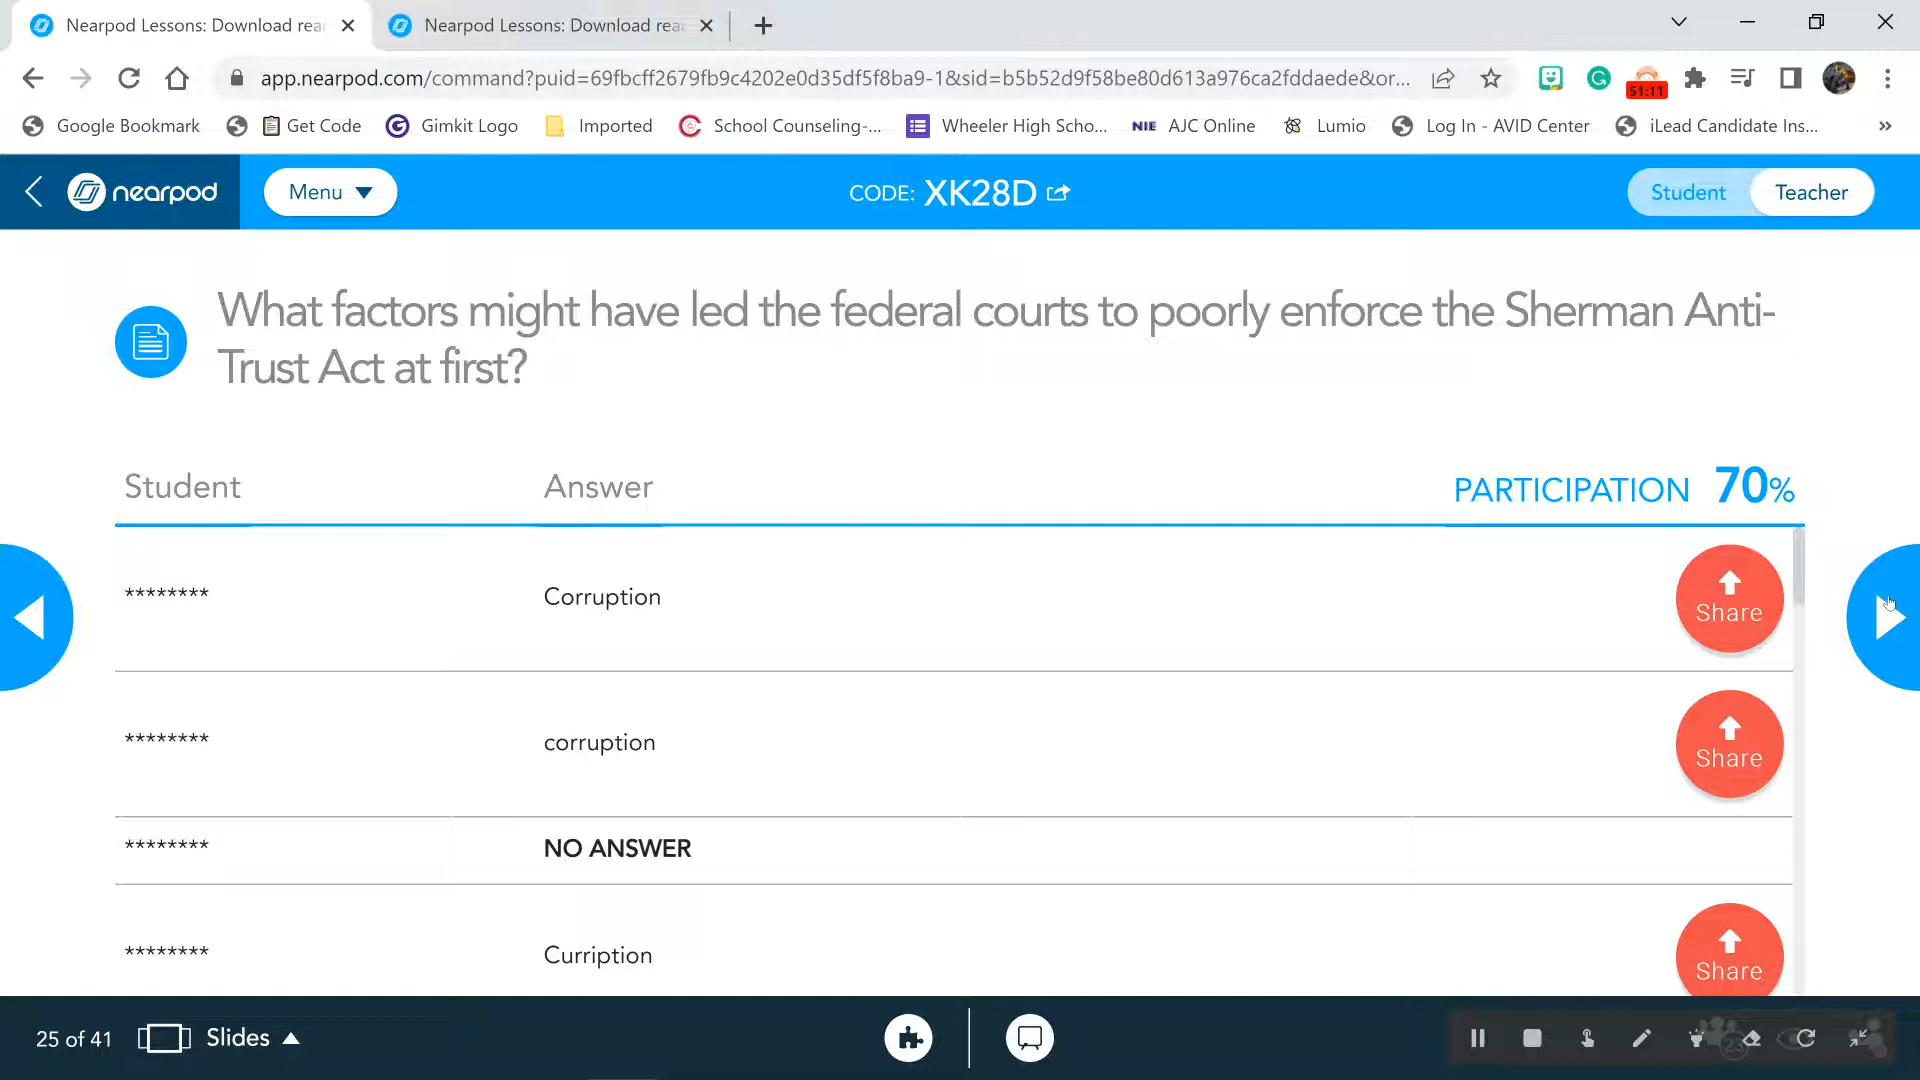 Nearpod Lessons: Download rea
Nearpod Lessons: Download rea
app.nearpod.com/command?puid=69fbcff2679fb9c4202e0d35df5f8ba9-1&sid=b5b52d9f58be80d613a976ca2fddaede&or...
51:11
Google Bookmark
Get Code
Gimkit Logo
Imported
School Counseling-...
Wheeler High Scho...
NIE AJC Online
Lumio
Log In - AVID Center
iLead Candidate Ins...
nearpod
Menu
CODE: XK28D
Student
Teacher
What factors might have led the federal courts to poorly enforce the Sherman Anti-
Trust Act at first?
Student
Answer
PARTICIPATION 70%
********
Corruption
Share
********
corruption
Share
********
NO ANSWER
********
Curription
Share
25 of 41
Slides
23